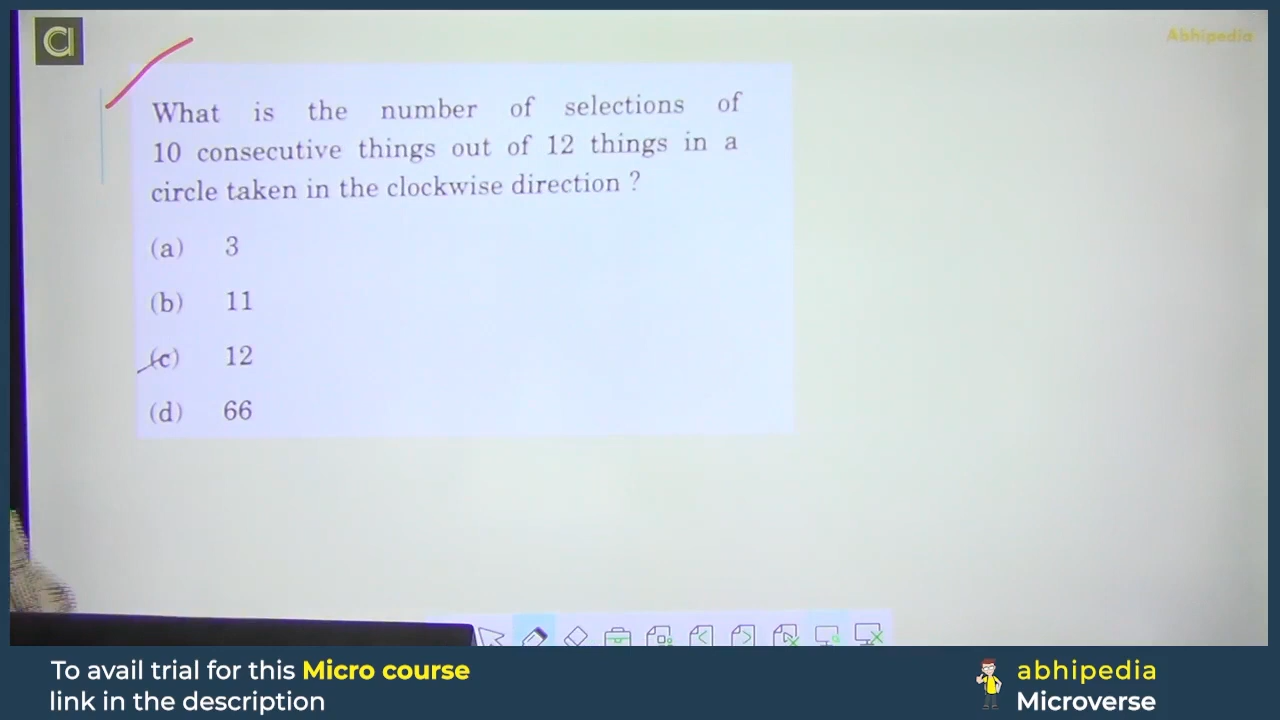 Abhipedia
What is the number of selections of
10 consecutive things out of 12 things in a
circle taken in the clockwise direction ?
(a) 3
(b) 11
(c) 12
(d) 66
To avail trial for this Micro course
link in the description
abhipedia
Microverse